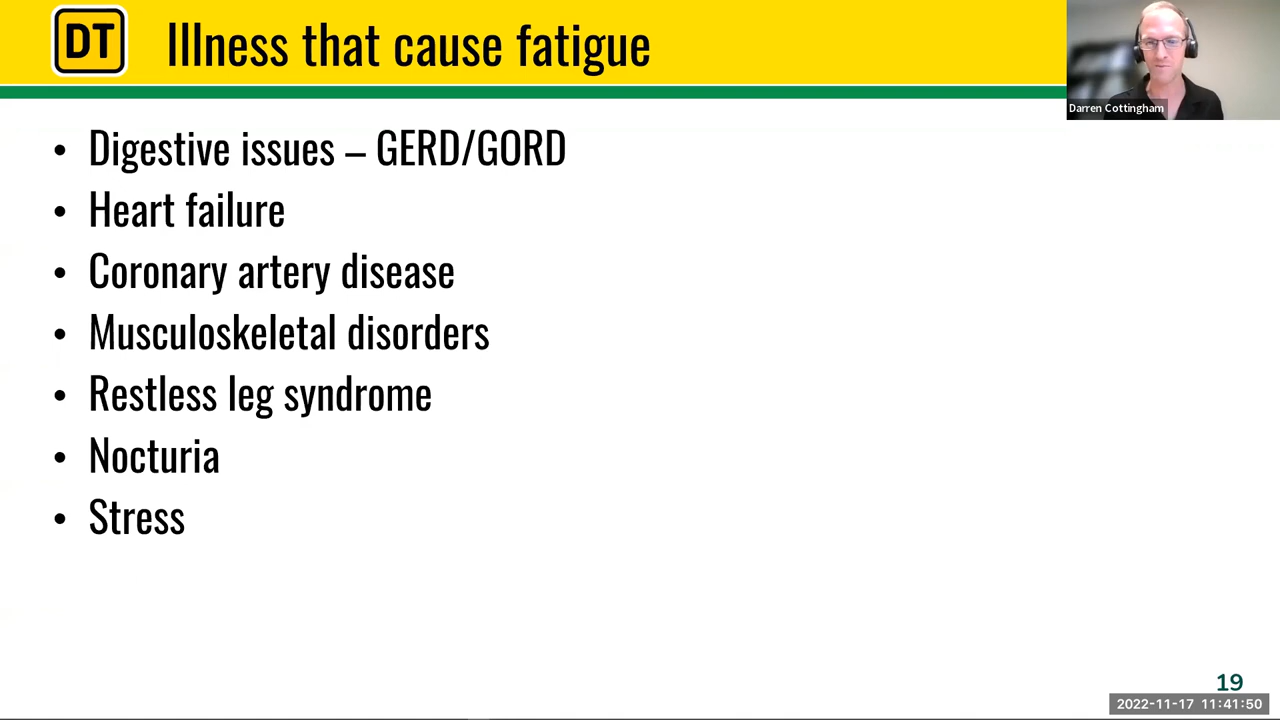 DT
Illness that cause fatigue
Darren Cottingham
• Digestive issues – GERD/GORD
• Heart failure
• Coronary artery disease
• Musculoskeletal disorders
• Restless leg syndrome
• Nocturia
• Stress
19
2022-11-17 11:41:50